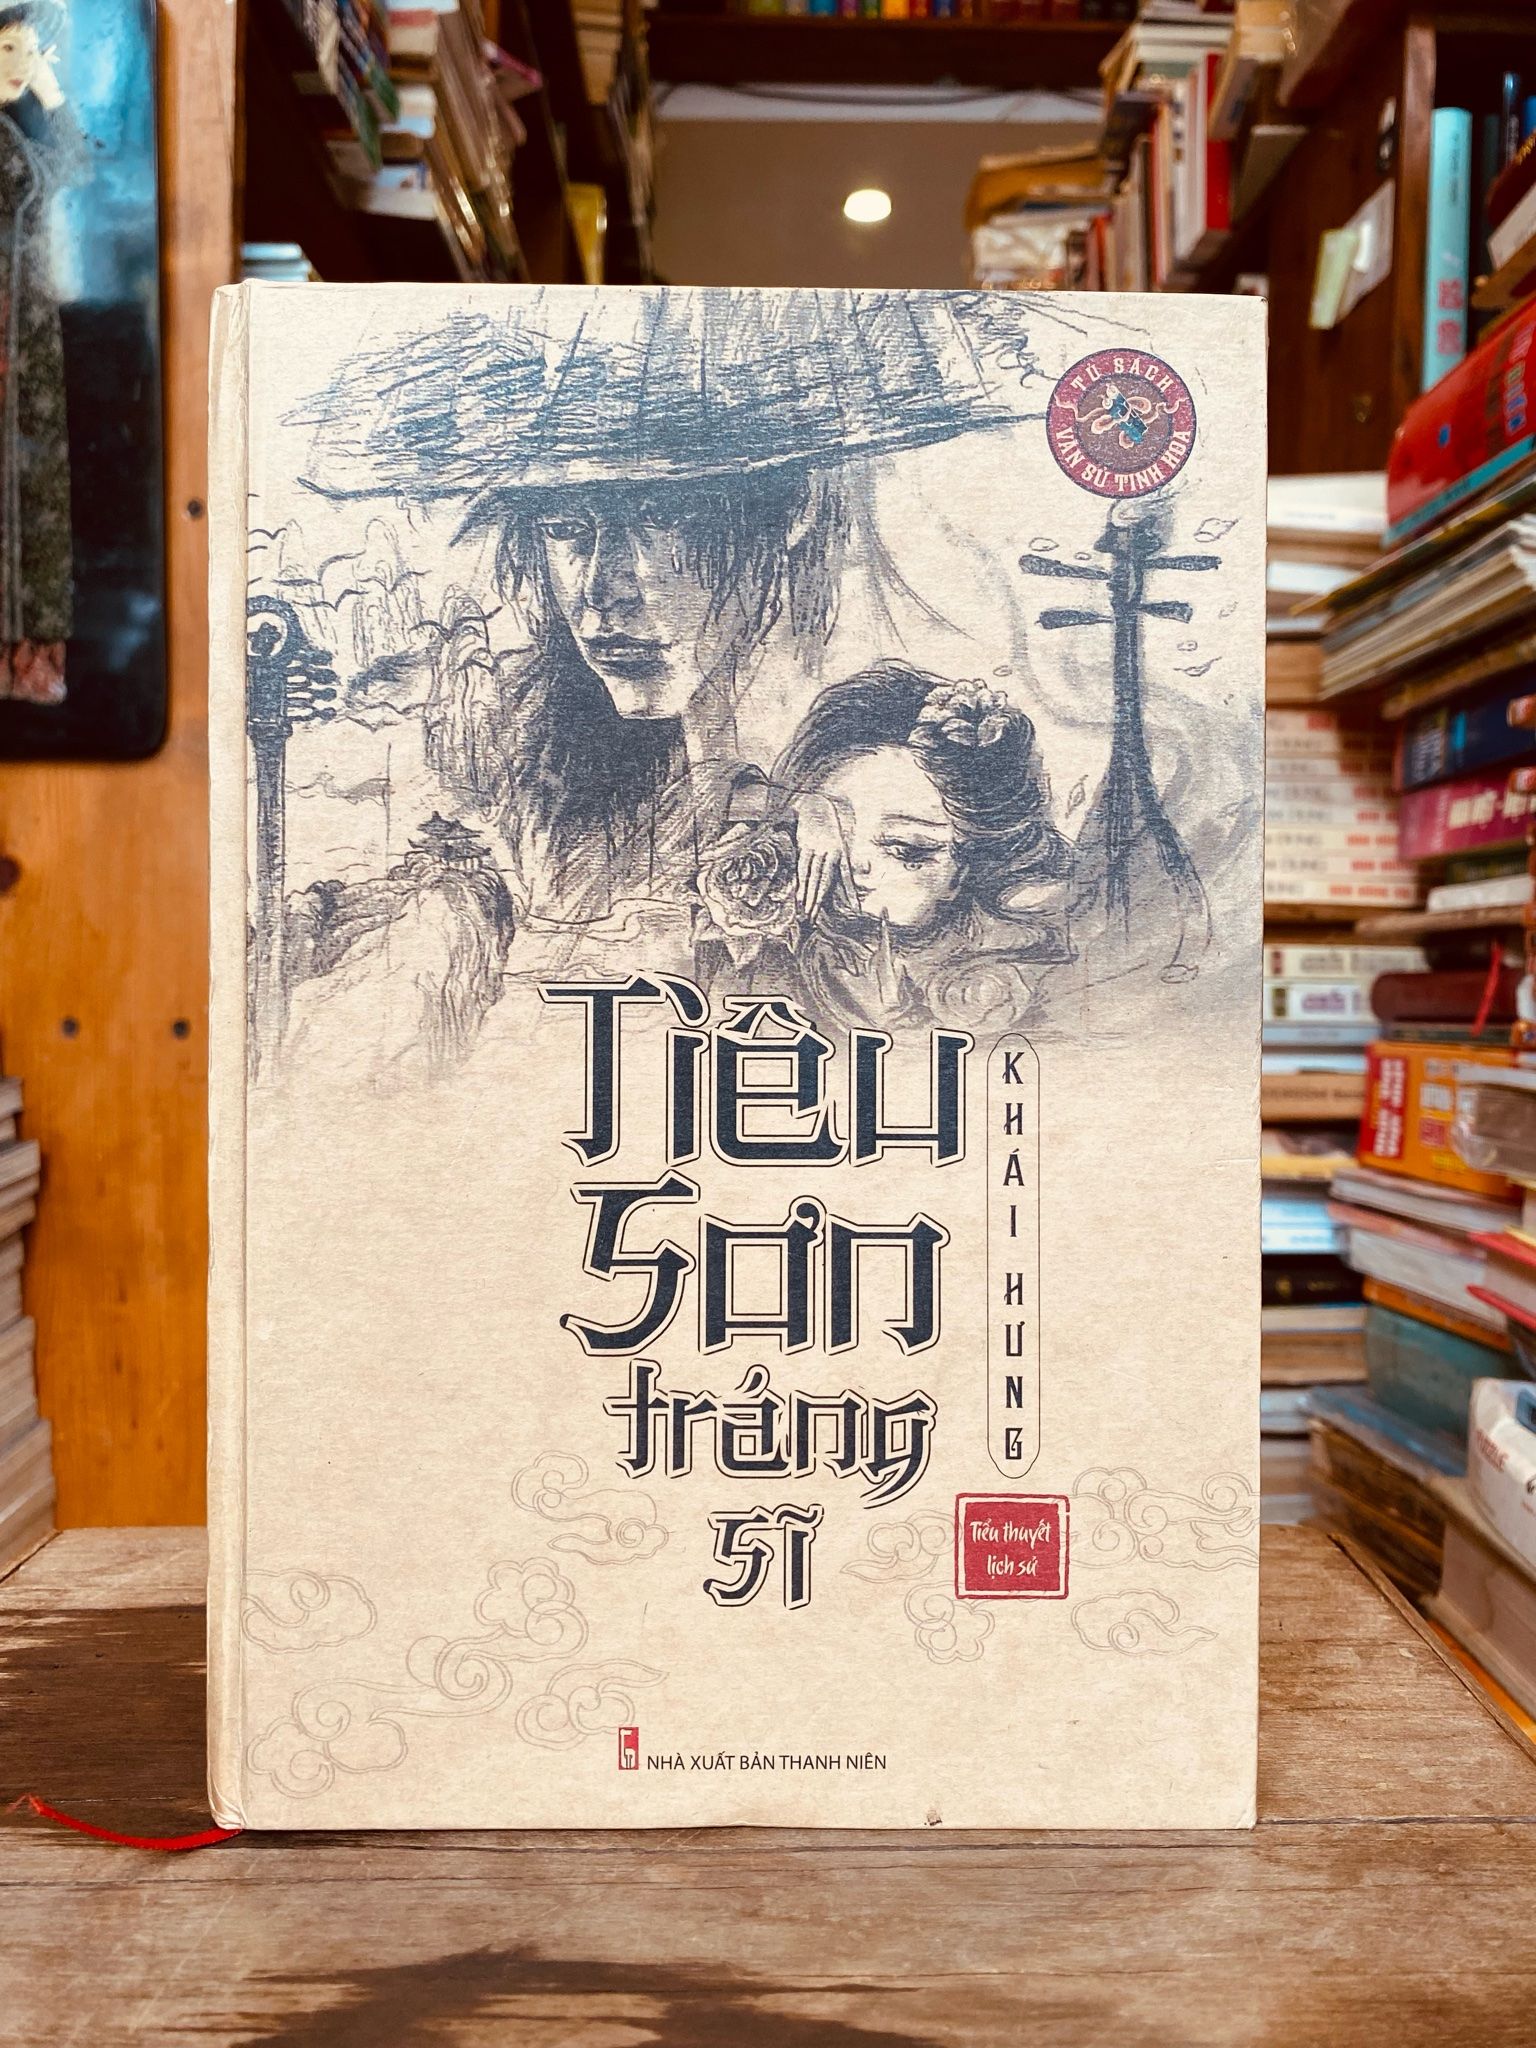 TỦ SÁCH
VĂN SỬ TINH HOA
Tiêu
Sơn
tráng
sĩ
KHÁI HƯNG
Tiểu thuyết
lịch sử
NHÀ XUẤT BẢN THANH NIÊN